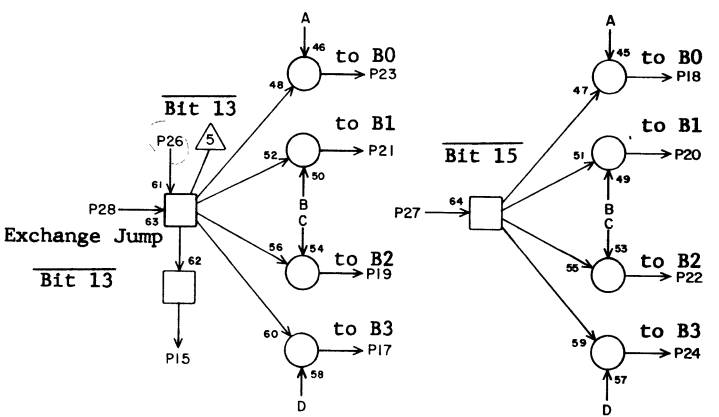 A
46
to B0
P23
48
Bit 13
5
P26
to B1
52
P21
50
61
P28
63
B
C
Exchange Jump
62
56
54
to B2
P19
Bit 13
60
to B3
P17
58
P15
D
A
45
to B0
P18
47
to B1
Bit 15
51
P20
49
64
P27
B
C
53
to B2
55
P22
to B3
59
P24
57
D